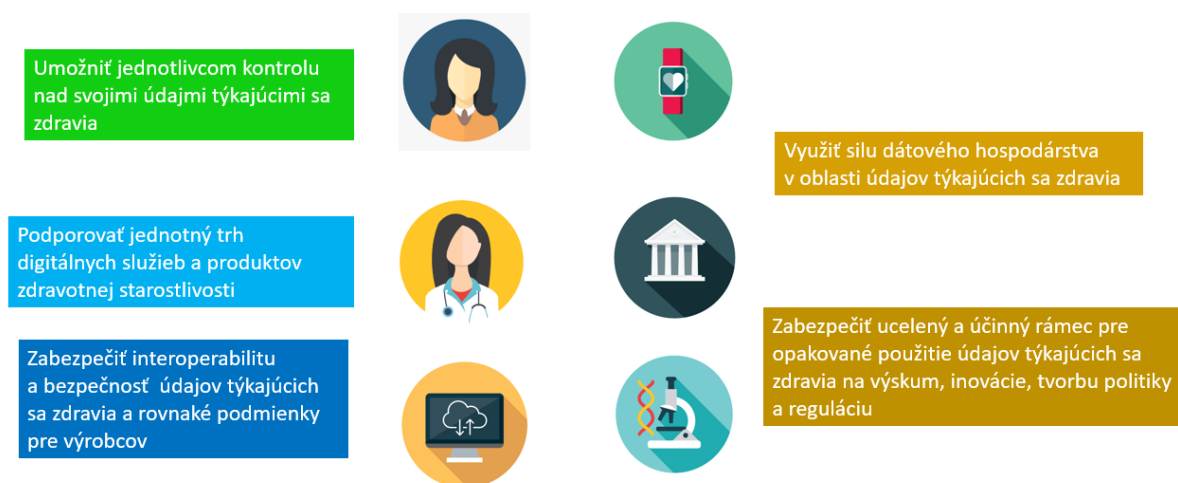 Umožniť jednotlivcom kontrolu
nad svojimi údajmi týkajúcimi sa
zdravia
Využiť silu dátového hospodárstva
v oblasti údajov týkajúcich sa zdravia
Podporovať jednotný trh
digitálnych služieb a produktov
zdravotnej starostlivosti
Zabezpečiť ucelený a účinný rámec pre
opakované použitie údajov týkajúcich sa
zdravia na výskum, inovácie, tvorbu politiky
a reguláciu
Zabezpečiť interoperabilitu
a bezpečnosť údajov týkajúcich
sa zdravia a rovnaké podmienky
pre výrobcov